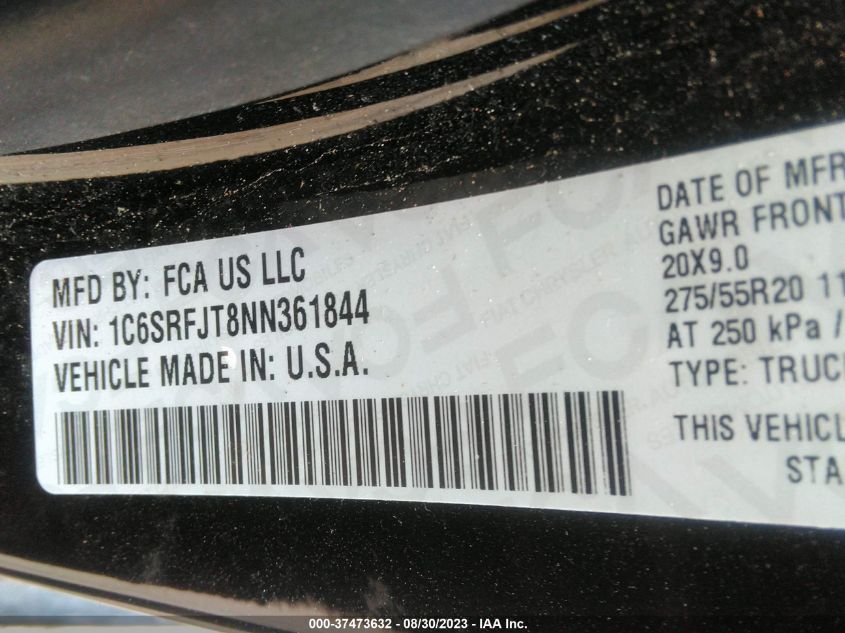 MFD BY: FCA US LLC
VIN: 1C6SRFJT8NN361844
VEHICLE MADE IN: U.S.A.
DATE OF MFR
GAWR FRONT
20X9.0
275/55R20 11
AT 250 kPa /
TYPE: TRUC
THIS VEHICL
STA
000-37473632 - 08/30/2023 - IAA Inc.